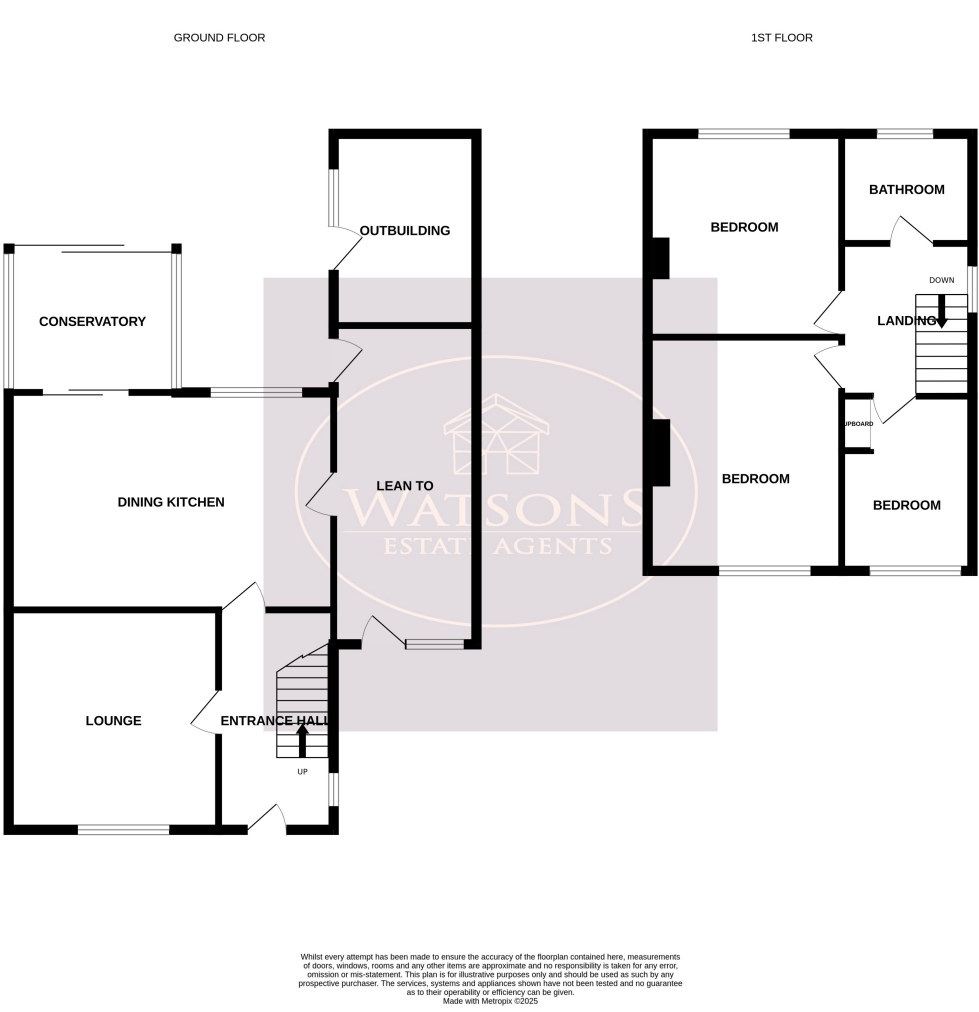 GROUND FLOOR
1ST FLOOR
OUTBUILDING
BATHROOM
BEDROOM
DOWN
CONSERVATORY
LANDING
UPBOARD
LEAN TO
DINING KITCHEN
BEDROOM
BEDROOM
WATSONS
ESTATE AGENTS
LOUNGE
ENTRANCE HALL
UP
Whilst every attempt has been made to ensure the accuracy of the floorplan contained here, measurements
of doors, windows, rooms and any other items are approximate and no responsibility is taken for any error,
omission or mis-statement. This plan is for illustrative purposes only and should be used as such by any
prospective purchaser. The services, systems and appliances shown have not been tested and no guarantee
as to their operability or efficiency can be given.
Made with Metropix ©2025